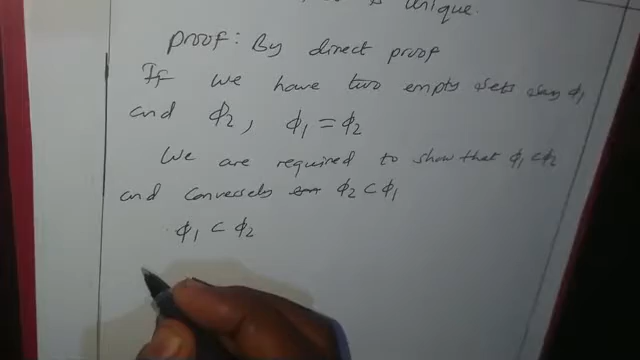 is unique.
Proof: By direct proof
If we have two empty sets say ϕ₁
and ϕ₂, ϕ₁ = ϕ₂
We are required to show that ϕ₁ ⊂ ϕ₂
and conversely ϕ₂ ⊂ ϕ₁
ϕ₁ ⊂ ϕ₂